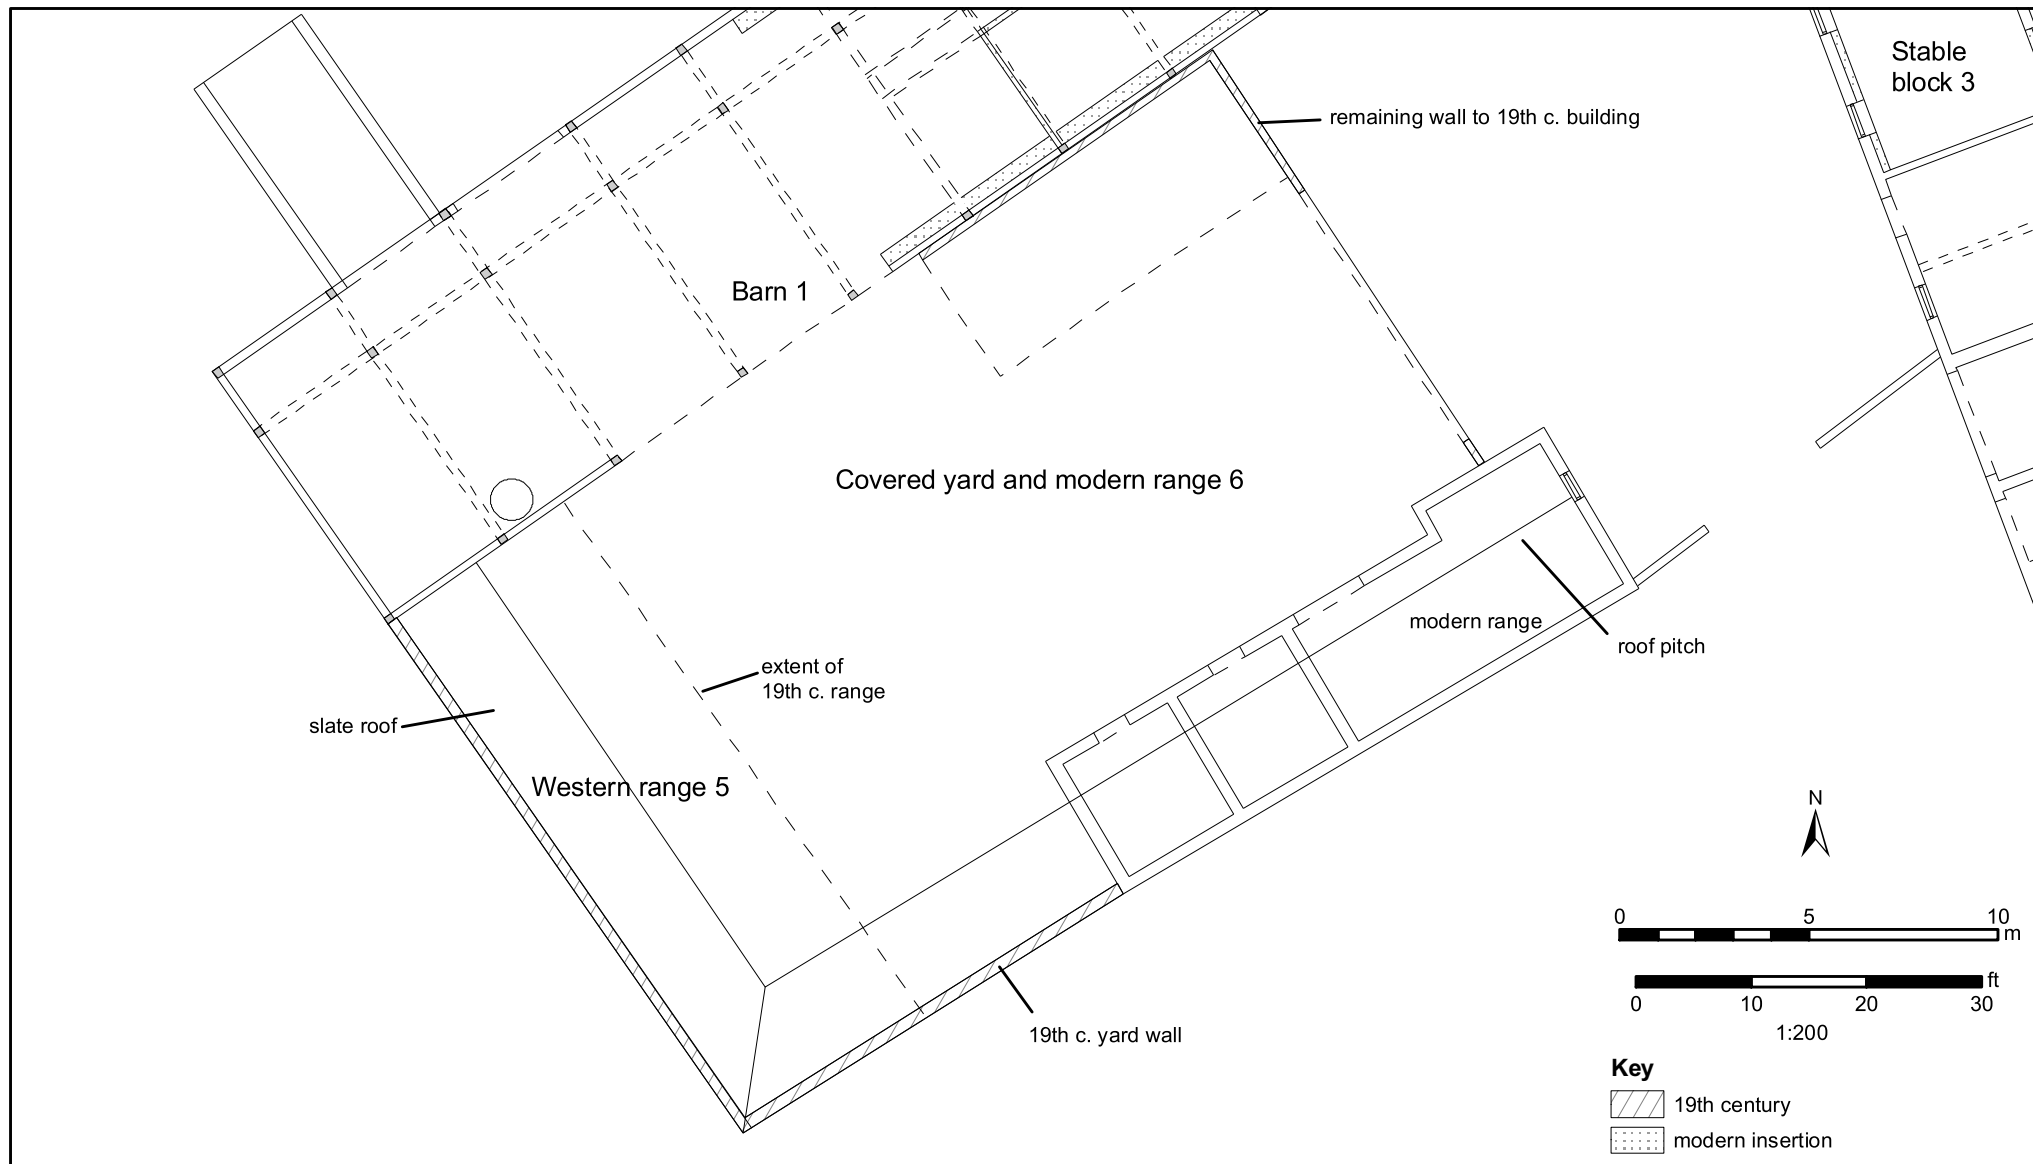 Stable
block 3
remaining wall to 19th c. building
Barn 1
Covered yard and modern range 6
modern range
roof pitch
extent of
19th c. range
slate roof
Western range 5
19th c. yard wall
N
0 5 10
m
ft
0 10 20 30
1:200
Key
19th century
modern insertion